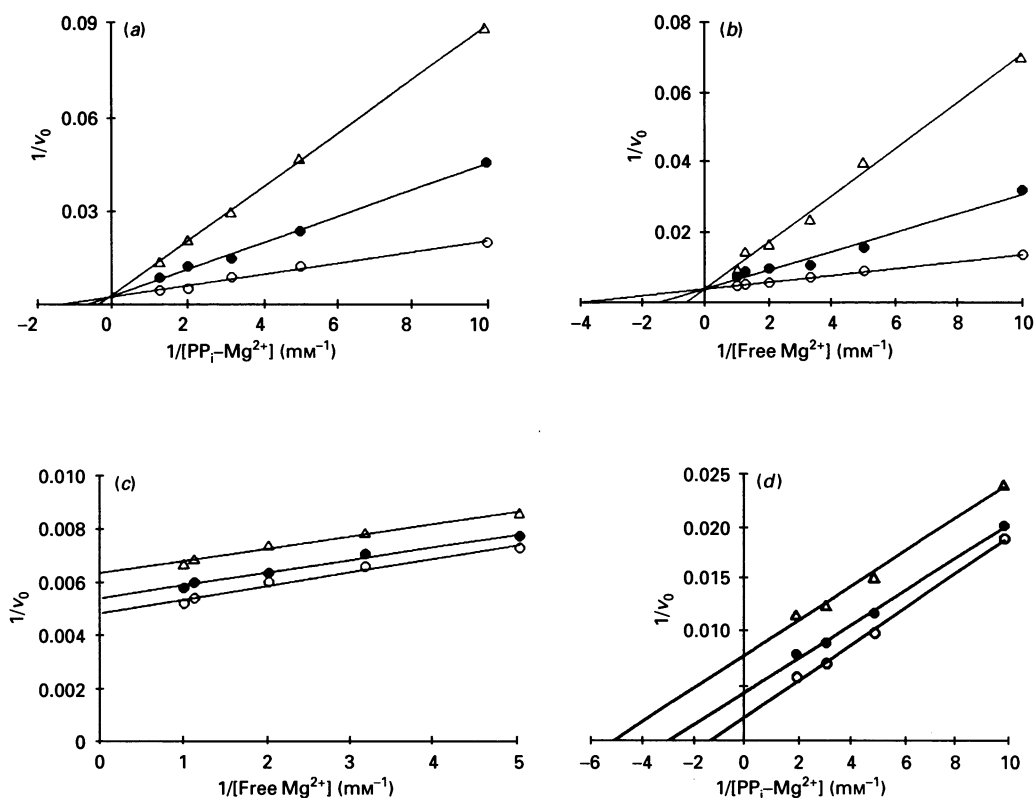 (a)
0.09
0.06
0.03
1/v₀
−2 0 2 4 6 8 10
1/[PPᵢ–Mg²⁺] (mM⁻¹)
(b)
0.08
0.06
0.04
0.02
1/v₀
−4 −2 0 2 4 6 8 10
1/[Free Mg²⁺] (mM⁻¹)
(c)
0.010
0.008
0.006
0.004
0.002
0
1/v₀
0 1 2 3 4 5
1/[Free Mg²⁺] (mM⁻¹)
(d)
0.025
0.020
0.015
0.010
1/v₀
−6 −4 −2 0 2 4 6 8 10
1/[PPᵢ–Mg²⁺] (mM⁻¹)